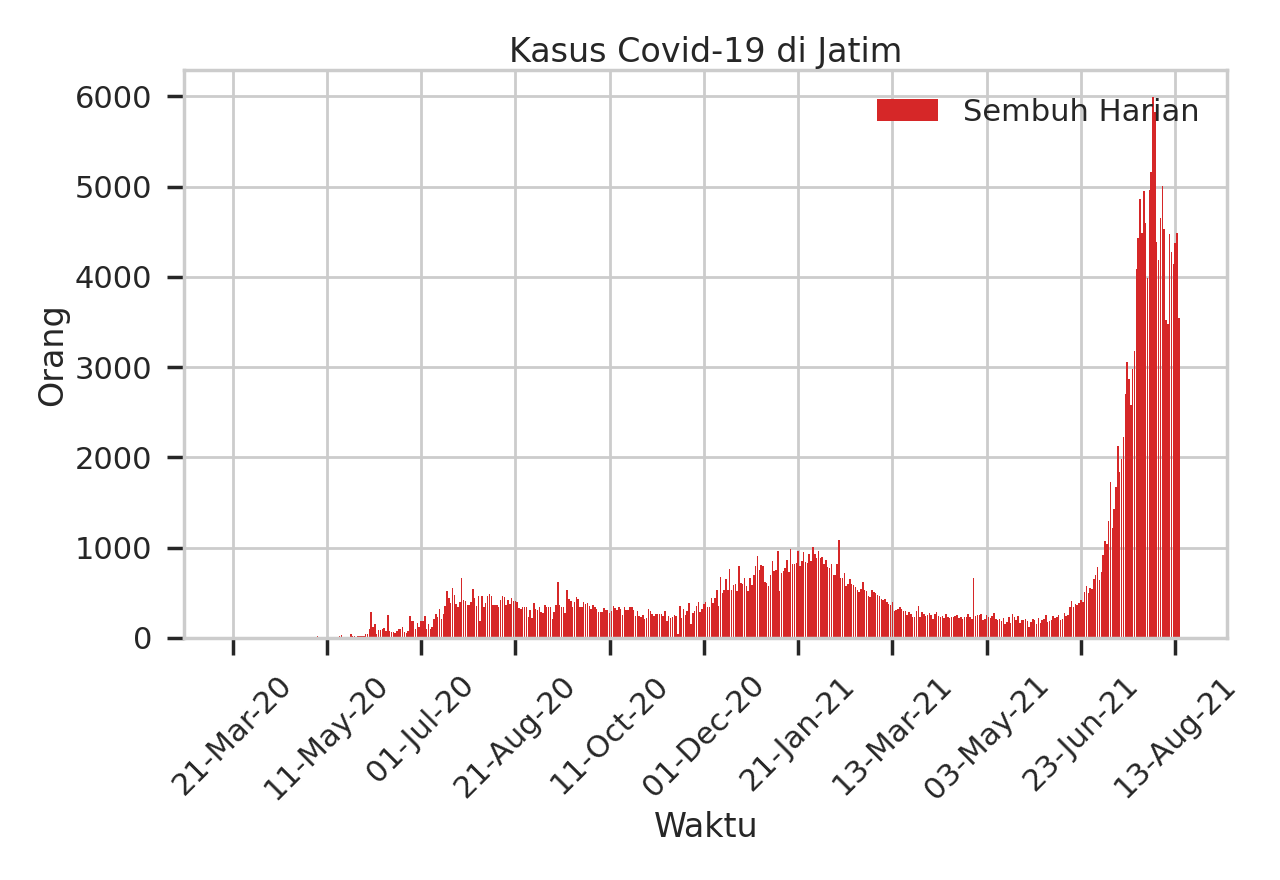 Kasus Covid-19 di Jatim
Sembuh Harian
Orang
6000
5000
4000
3000
2000
1000
0
21-Mar-20
11-May-20
01-Jul-20
21-Aug-20
11-Oct-20
01-Dec-20
21-Jan-21
13-Mar-21
03-May-21
23-Jun-21
13-Aug-21
Waktu